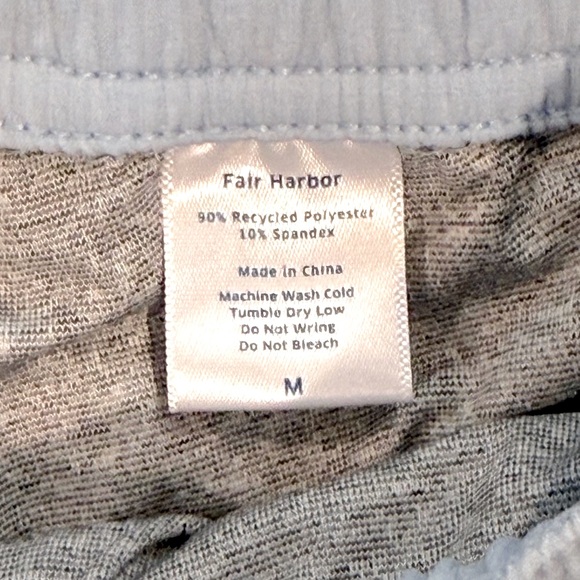 Fair Harbor
90% Recycled Polyester
10% Spandex
Made in China
Machine Wash Cold
Tumble Dry Low
Do Not Wring
Do Not Bleach
M